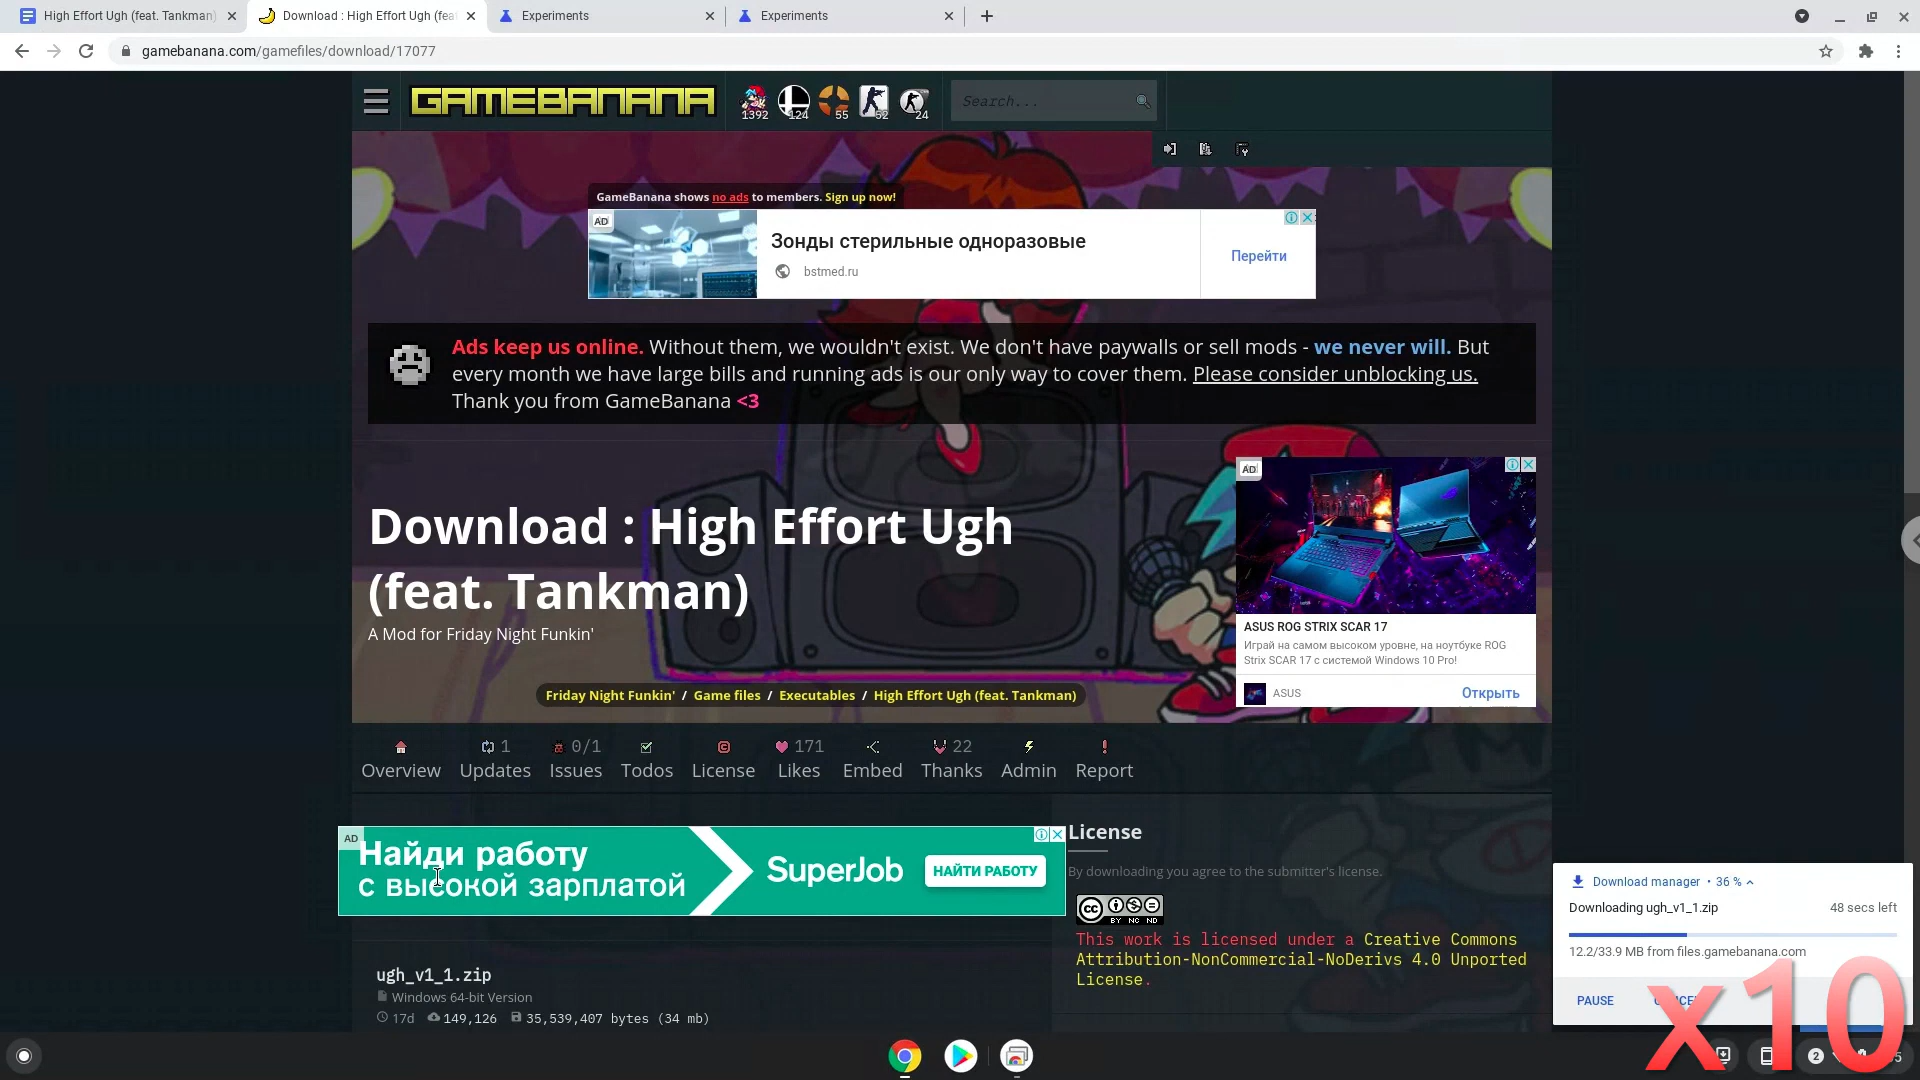 High Effort Ugh (feat. Tankman)
Download : High Effort Ugh (fea
Experiments
Experiments
gamebanana.com/gamefiles/download/17077
GAMEBANANA
1392
124
55
52
24
Search...
GameBanana shows no ads to members. Sign up now!
AD
Зонды стерильные одноразовые
bstmed.ru
Перейти
Ads keep us online. Without them, we wouldn't exist. We don't have paywalls or sell mods - we never will. But
every month we have large bills and running ads is our only way to cover them. Please consider unblocking us.
Thank you from GameBanana <3
Download : High Effort Ugh
(feat. Tankman)
A Mod for Friday Night Funkin'
Friday Night Funkin' / Game files / Executables / High Effort Ugh (feat. Tankman)
AD
ASUS ROG STRIX SCAR 17
Играй на самом высоком уровне, на ноутбуке ROG
Strix SCAR 17 с системой Windows 10 Pro!
ASUS
Открыть
1
0/1
171
22
Overview Updates Issues Todos License Likes Embed Thanks Admin Report
AD
Найди работу
с высокой зарплатой
SuperJob
НАЙТИ РАБОТУ
License
By downloading you agree to the submitter's license.
cc
BY NC ND
This work is licensed under a Creative Commons
Attribution-NonCommercial-NoDerivs 4.0 Unported
License.
ugh_v1_1.zip
Windows 64-bit Version
17d 149,126 35,539,407 bytes (34 mb)
Download manager • 36 %
Downloading ugh_v1_1.zip
48 secs left
12.2/33.9 MB from files.gamebanana.com
PAUSE
x10
2